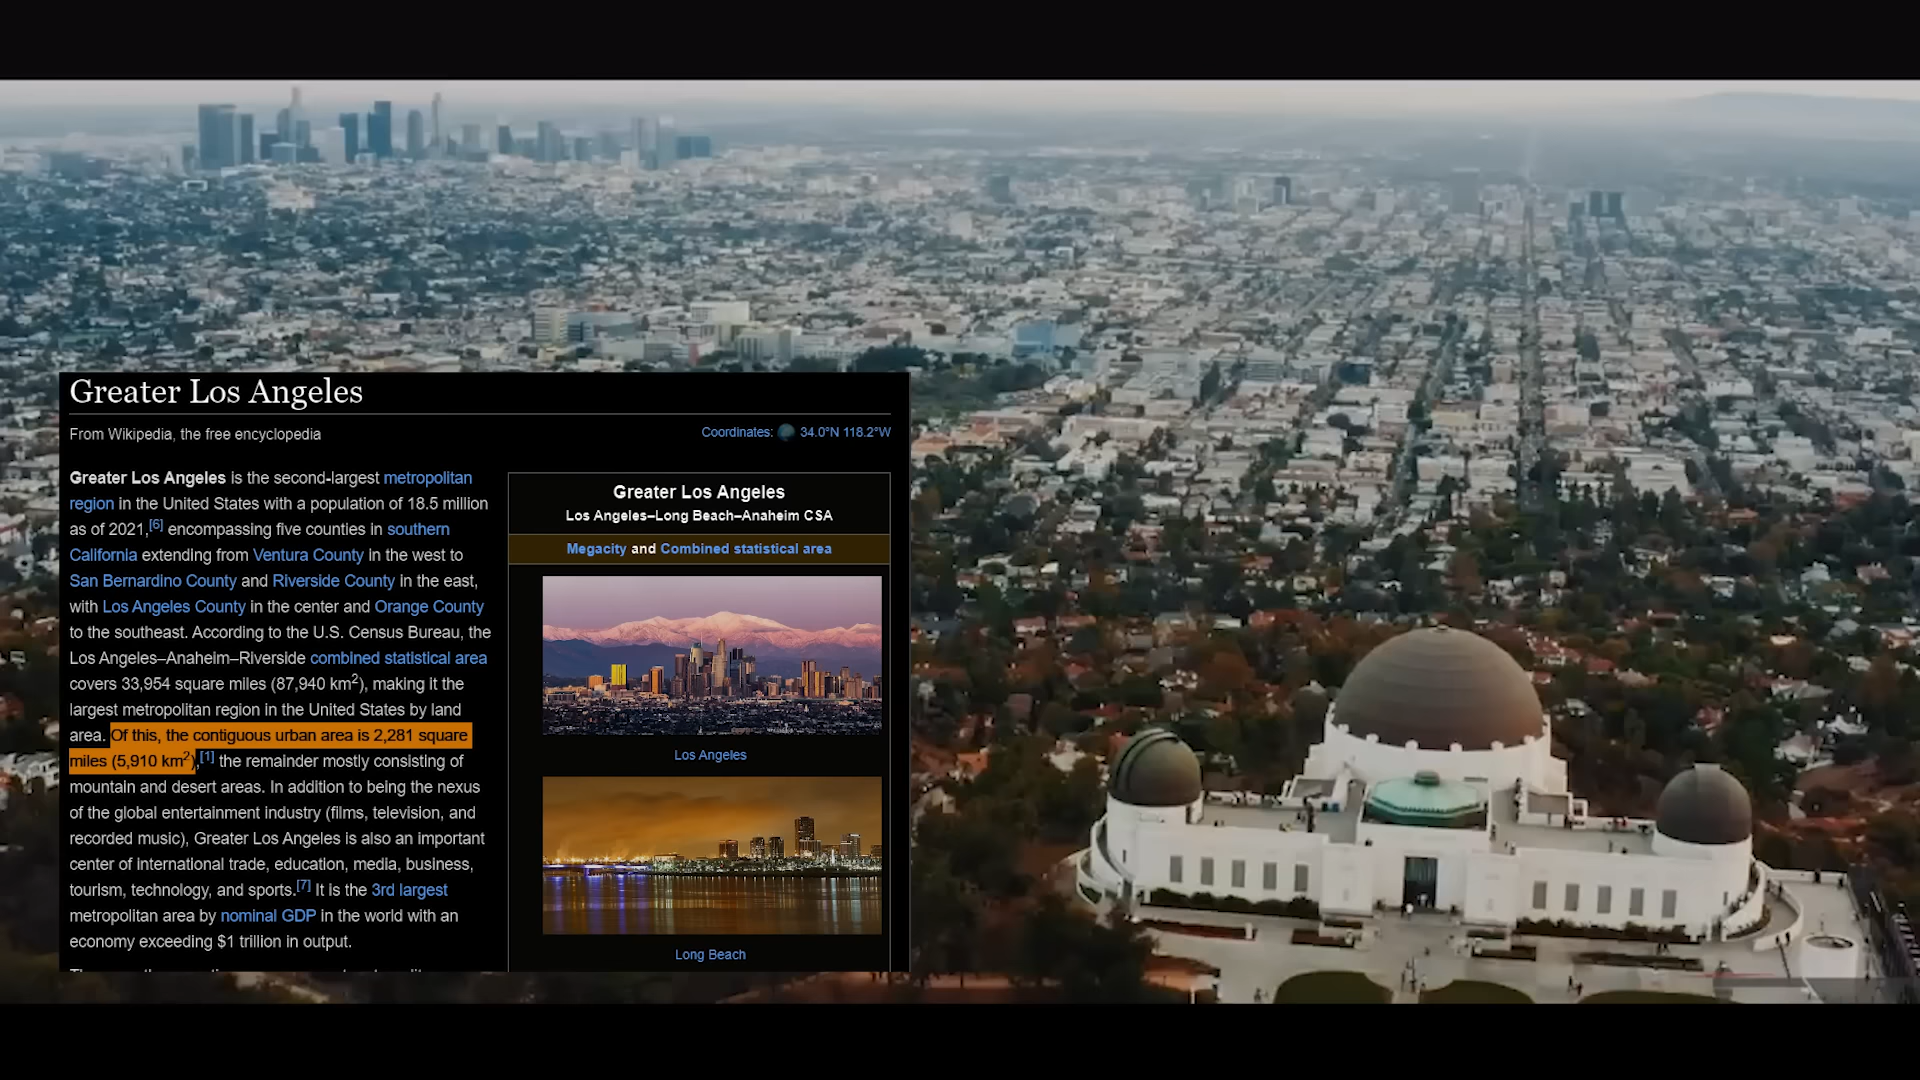 Greater Los Angeles
From Wikipedia, the free encyclopedia
Coordinates: 34.0°N 118.2°W
Greater Los Angeles is the second-largest metropolitan
region in the United States with a population of 18.5 million
as of 2021,[6] encompassing five counties in southern
California extending from Ventura County in the west to
San Bernardino County and Riverside County in the east,
with Los Angeles County in the center and Orange County
to the southeast. According to the U.S. Census Bureau, the
Los Angeles–Anaheim–Riverside combined statistical area
covers 33,954 square miles (87,940 km2), making it the
largest metropolitan region in the United States by land
area. Of this, the contiguous urban area is 2,281 square
miles (5,910 km2),[1] the remainder mostly consisting of
mountain and desert areas. In addition to being the nexus
of the global entertainment industry (films, television, and
recorded music), Greater Los Angeles is also an important
center of international trade, education, media, business,
tourism, technology, and sports.[7] It is the 3rd largest
metropolitan area by nominal GDP in the world with an
economy exceeding $1 trillion in output.
Greater Los Angeles
Los Angeles–Long Beach–Anaheim CSA
Megacity and Combined statistical area
Los Angeles
Long Beach